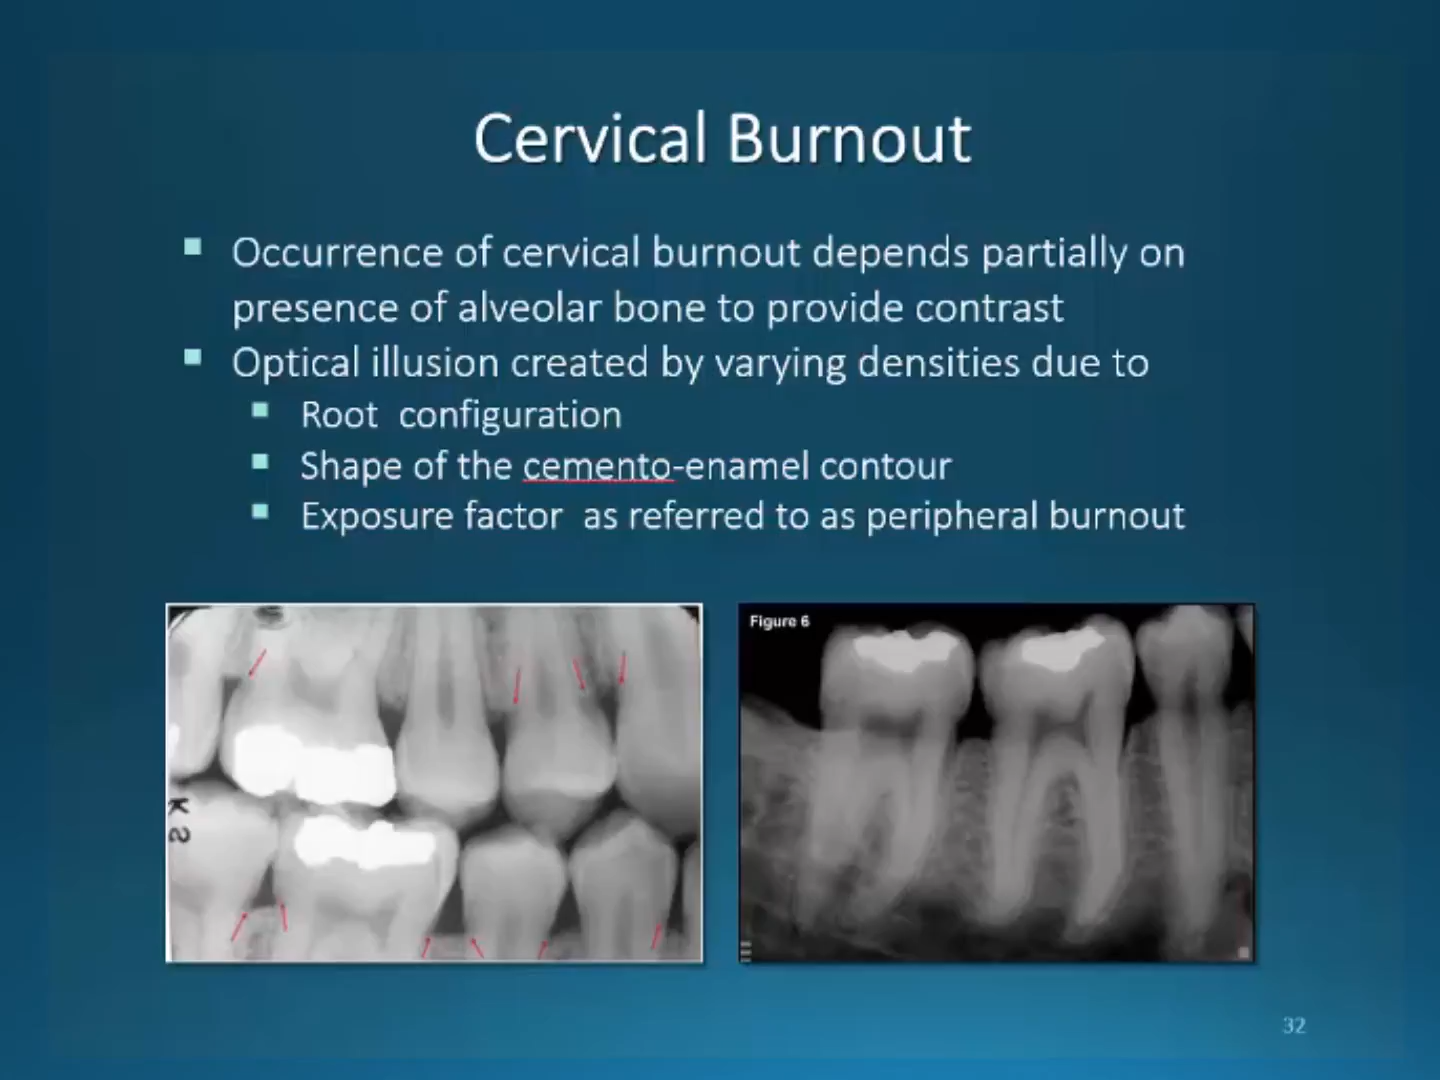 Cervical Burnout
Occurrence of cervical burnout depends partially on
presence of alveolar bone to provide contrast
Optical illusion created by varying densities due to
Root configuration
Shape of the cemento-enamel contour
Exposure factor as referred to as peripheral burnout
Figure 6
K 2
32